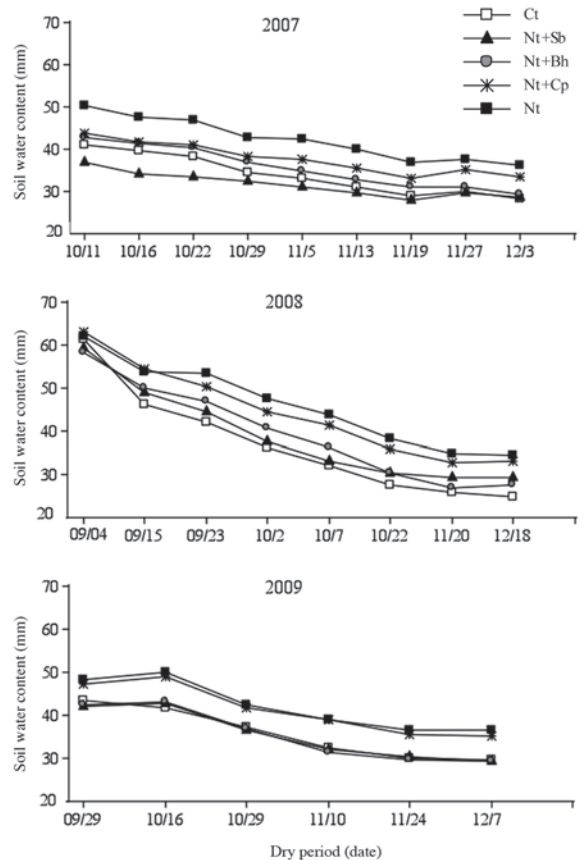 2007
Ct
Nt+Sb
Nt+Bh
Nt+Cp
Nt
Soil water content (mm)
70
60
50
40
30
20
10/11 10/16 10/22 10/29 11/5 11/13 11/19 11/27 12/3
2008
Soil water content (mm)
70
60
50
40
30
20
09/04 09/15 09/23 10/2 10/7 10/22 11/20 12/18
2009
Soil water content (mm)
70
60
50
40
30
20
09/29 10/16 10/29 11/10 11/24 12/7
Dry period (date)